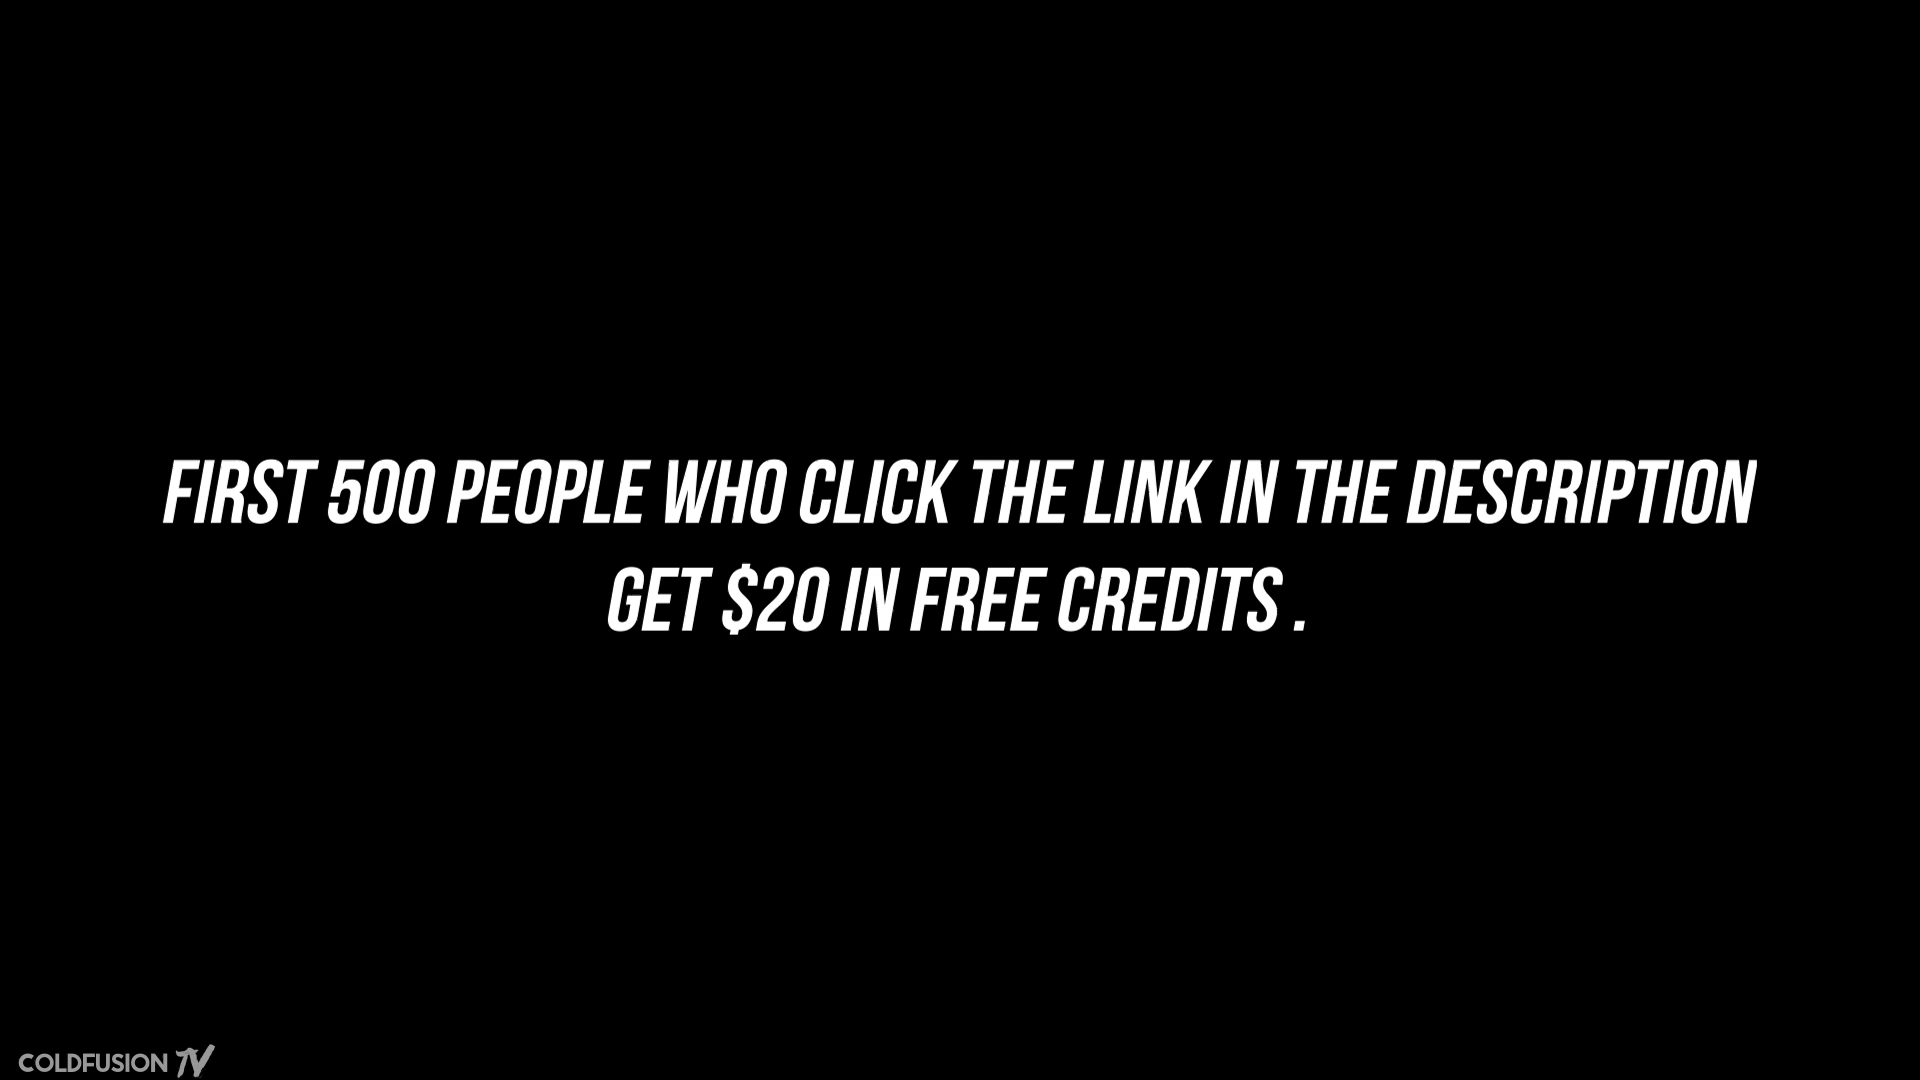 FIRST 500 PEOPLE WHO CLICK THE LINK IN THE DESCRIPTION
GET $20 IN FREE CREDITS .
COLDFUSION TV